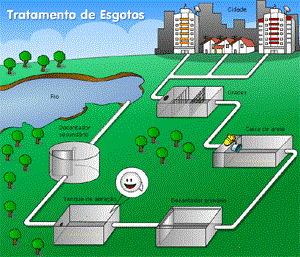 Tratamento de Esgotos
Cidade
Rio
Grades
Decantador
secundário
Caixa de areia
Tanque de aeração
Decantador primário